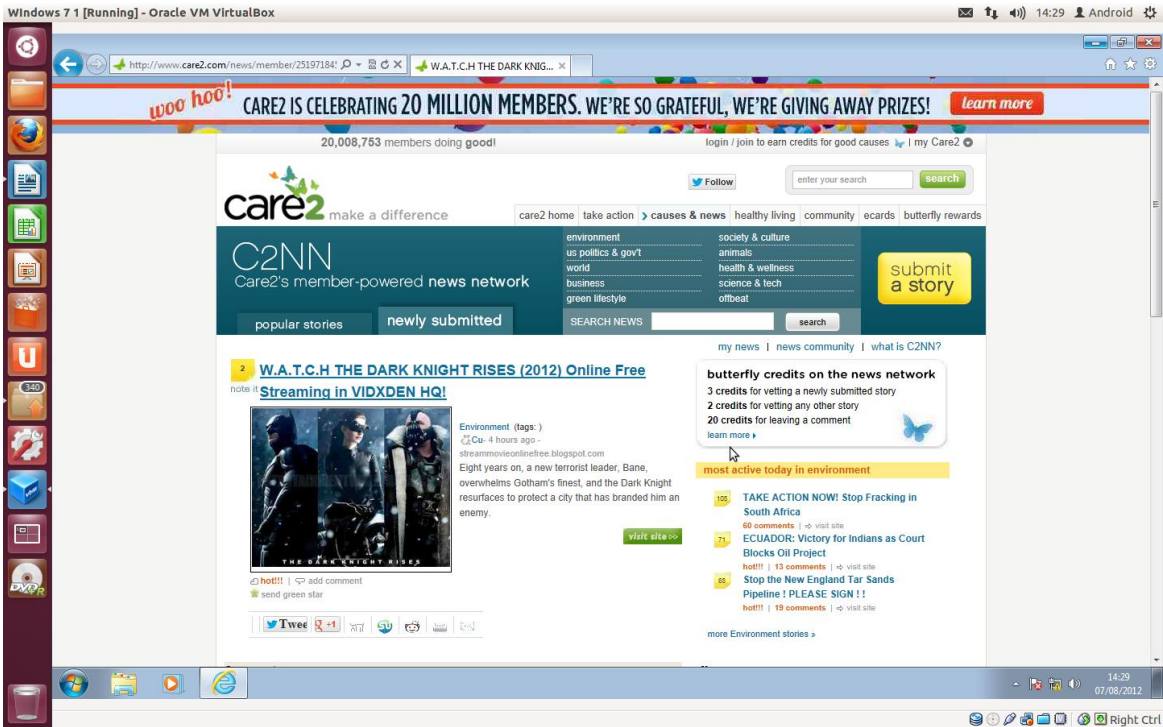 Windows 7 1 [Running] - Oracle VM VirtualBox
14:29 Android
http://www.care2.com/news/member/25197184
W.A.T.C.H THE DARK KNIG...
woo hoo! CARE2 IS CELEBRATING 20 MILLION MEMBERS. WE'RE SO GRATEFUL, WE'RE GIVING AWAY PRIZES! learn more
20,008,753 members doing good!
login / join to earn credits for good causes | my Care2
care2 make a difference
Follow
enter your search search
care2 home take action causes & news healthy living community ecards butterfly rewards
C2NN
Care2's member-powered news network
popular stories newly submitted
environment society & culture
us politics & gov't animals
world health & wellness
business science & tech
green lifestyle offbeat
SEARCH NEWS search
submit
a story
my news | news community | what is C2NN?
2
note it
W.A.T.C.H THE DARK KNIGHT RISES (2012) Online Free
Streaming in VIDXDEN HQ!
THE DARK KNIGHT RISES
Environment (tags: )
Cu- 4 hours ago -
streammovieonlinefree.blogspot.com
Eight years on, a new terrorist leader, Bane,
overwhelms Gotham's finest, and the Dark Knight
resurfaces to protect a city that has branded him an
enemy.
visit site >>
hot!!! | add comment
send green star
Twee +1
butterfly credits on the news network
3 credits for vetting a newly submitted story
2 credits for vetting any other story
20 credits for leaving a comment
learn more
most active today in environment
105 TAKE ACTION NOW! Stop Fracking in
South Africa
60 comments | visit site
71 ECUADOR: Victory for Indians as Court
Blocks Oil Project
hot!!! | 13 comments | visit site
Stop the New England Tar Sands
Pipeline ! PLEASE SIGN ! !
hot!!! | 19 comments | visit site
more Environment stories »
340
DVD R
14:29
07/08/2012
Right Ctrl